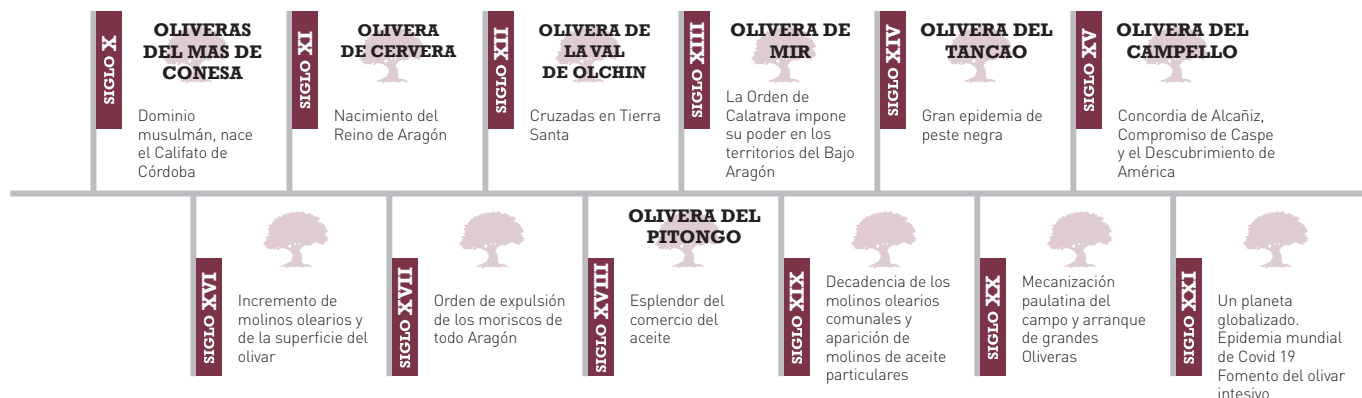 SIGLO X
OLIVERAS
DEL MAS DE
CONESA
Dominio
musulmán, nace
el Califato de
Córdoba
SIGLO XI
OLIVERA
DE CERVERA
Nacimiento del
Reino de Aragón
SIGLO XII
OLIVERA DE
LA VAL
DE OLCHIN
Cruzadas en Tierra
Santa
SIGLO XIII
OLIVERA DE
MIR
La Orden de
Calatrava impone
su poder en los
territorios del Bajo
Aragón
SIGLO XIV
OLIVERA DEL
TANCAO
Gran epidemia de
peste negra
SIGLO XV
OLIVERA DEL
CAMPELLO
Concordia de Alcañiz,
Compromiso de Caspe
y el Descubrimiento de
América
SIGLO XVI
Incremento de
molinos olearios y
de la superficie del
olivar
SIGLO XVII
Orden de expulsión
de los moriscos de
todo Aragón
SIGLO XVIII
OLIVERA DEL
PITONGO
Esplendor del
comercio del
aceite
SIGLO XIX
Decadencia de los
molinos olearios
comunales y
aparición de
molinos de aceite
particulares
SIGLO XX
Mecanización
paulatina del
campo y arranque
de grandes
Oliveras
SIGLO XXI
Un planeta
globalizado.
Epidemia mundial
de Covid 19
Fomento del olivar
intesivo